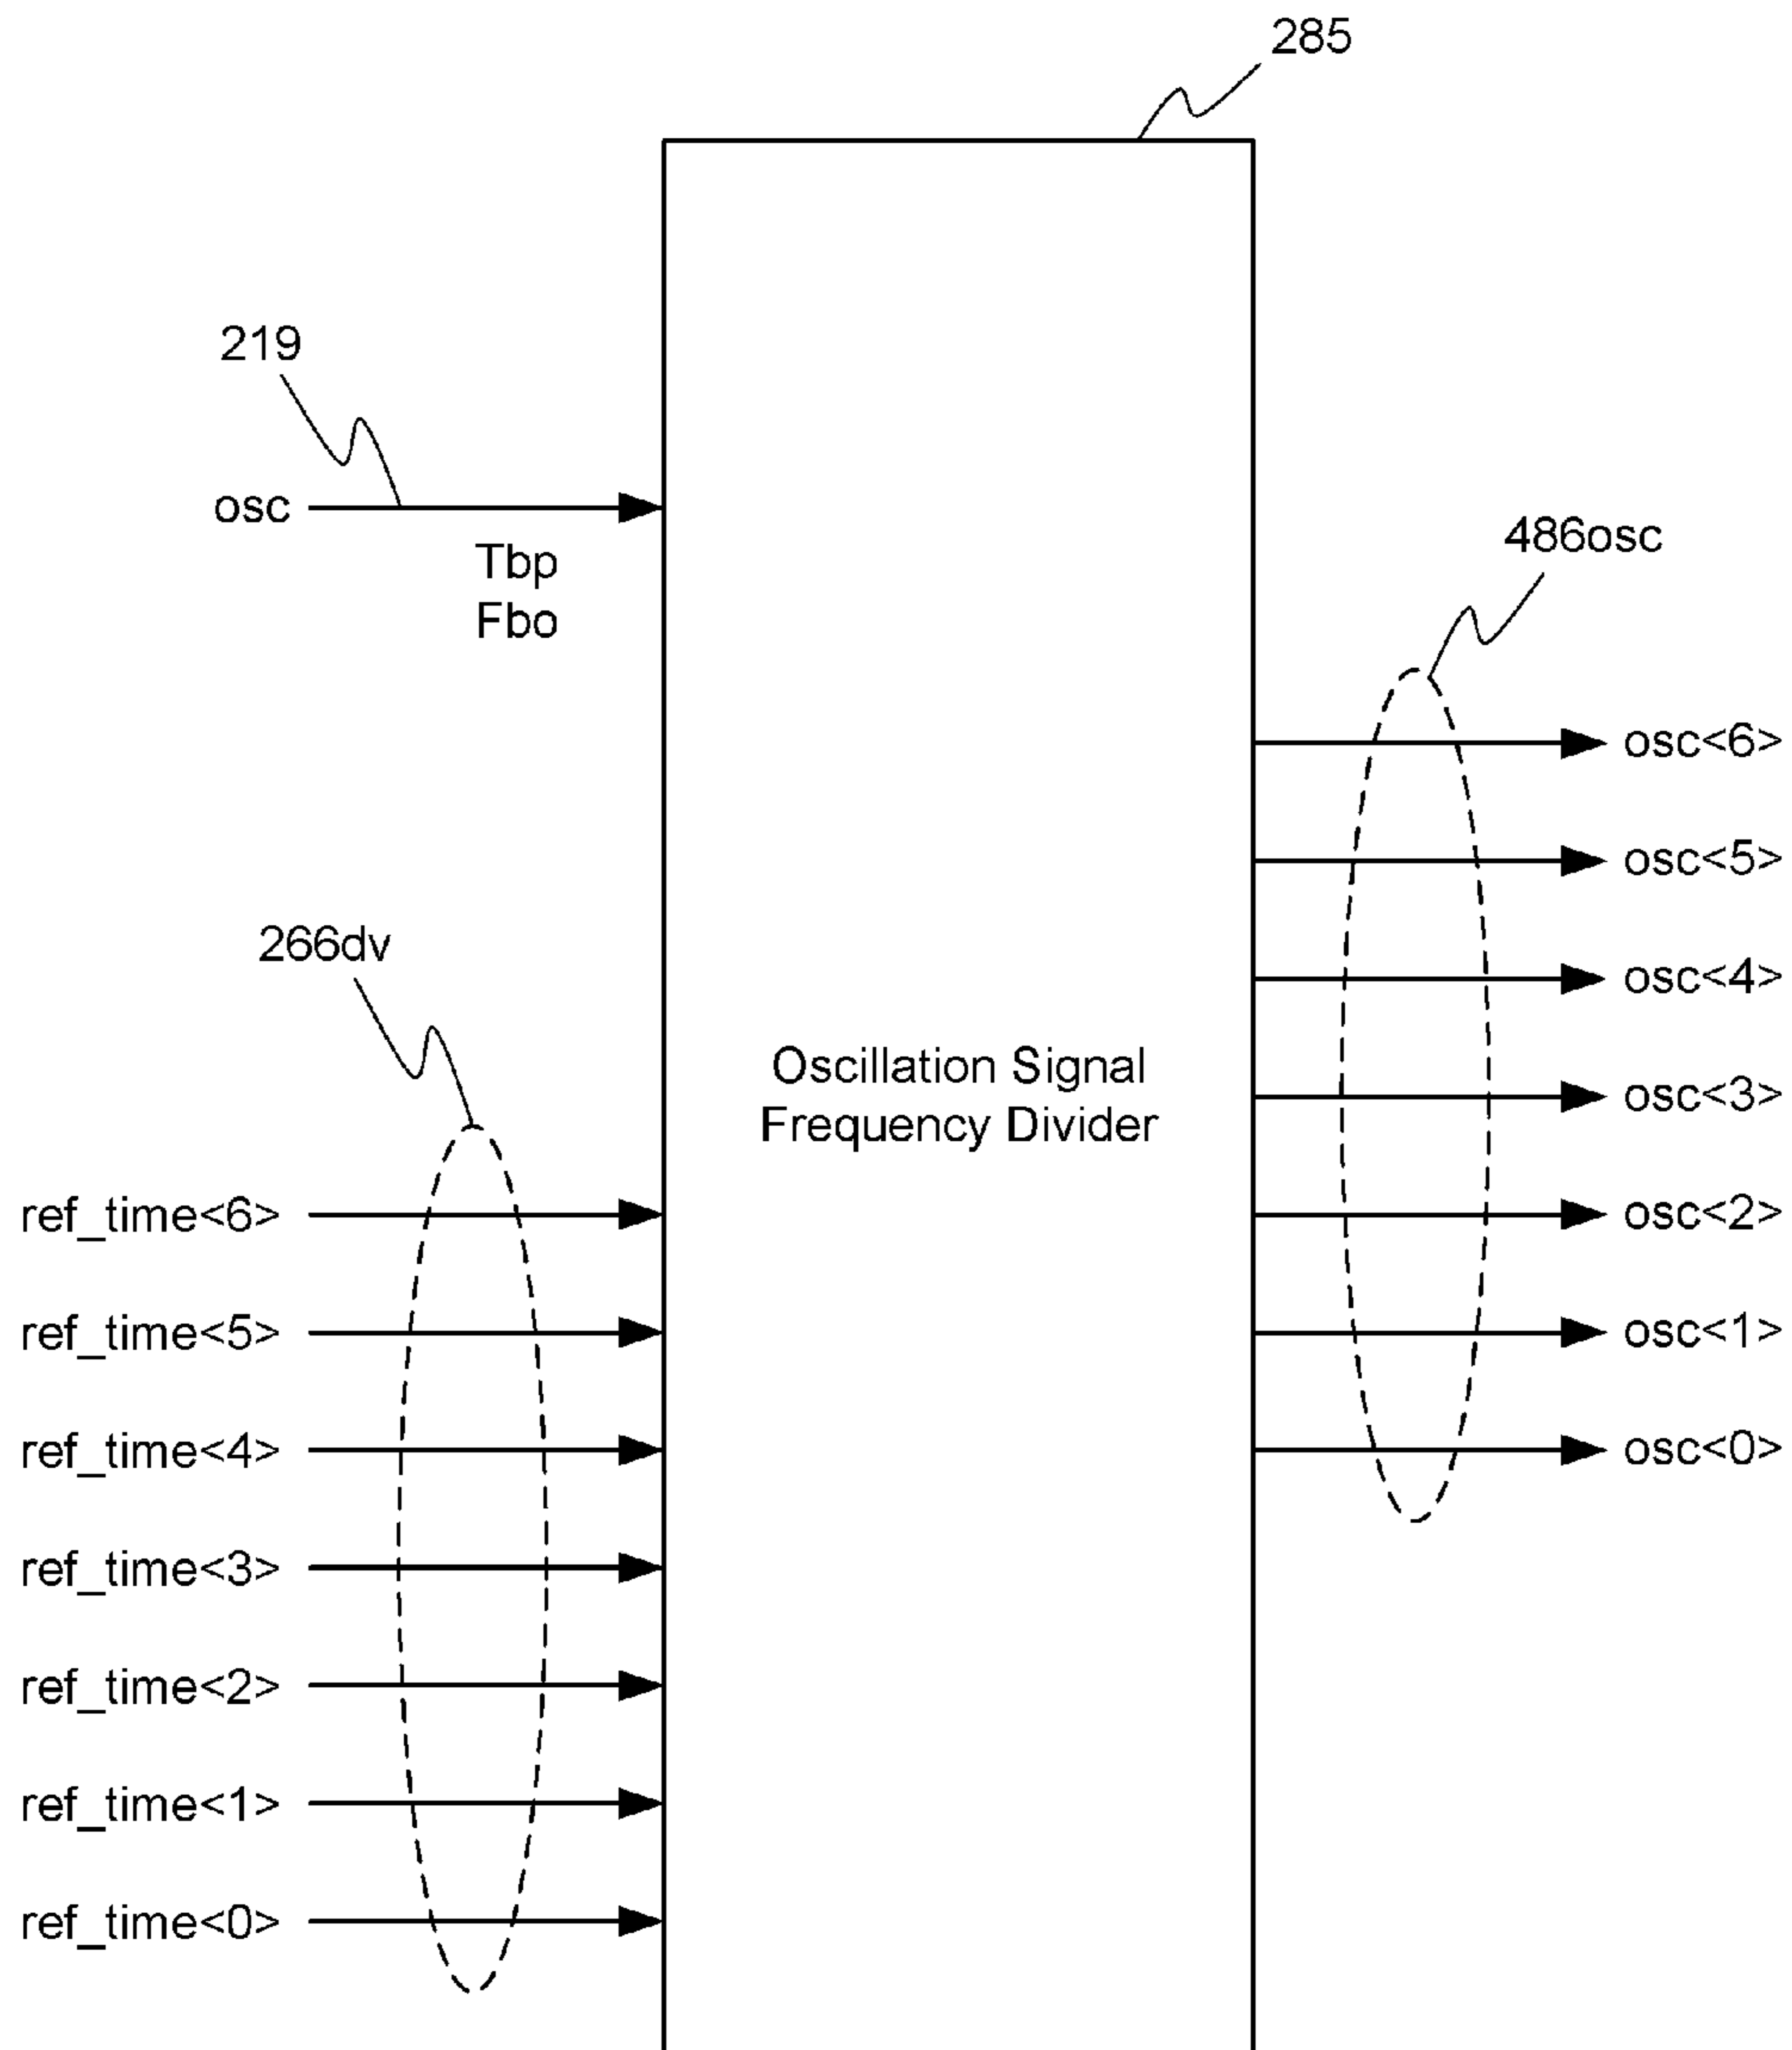 285
219
osc
Tbp
Fbo
486osc
osc<6>
osc<5>
266dv
osc<4>
Oscillation Signal
Frequency Divider
osc<3>
ref_time<6>
osc<2>
ref_time<5>
osc<1>
ref_time<4>
osc<0>
ref_time<3>
ref_time<2>
ref_time<1>
ref_time<0>